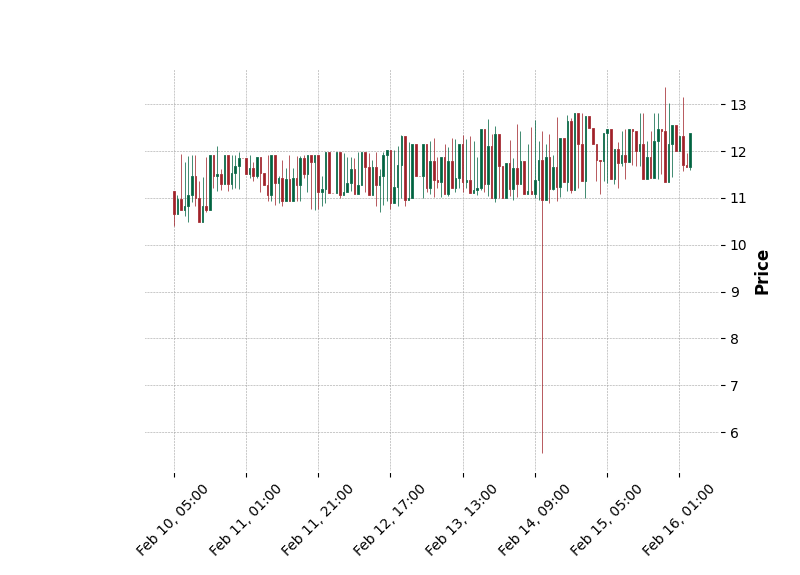 13
12
11
10
9
8
7
6
Price
Feb 10, 05:00
Feb 11, 01:00
Feb 11, 21:00
Feb 12, 17:00
Feb 13, 13:00
Feb 14, 09:00
Feb 15, 05:00
Feb 16, 01:00